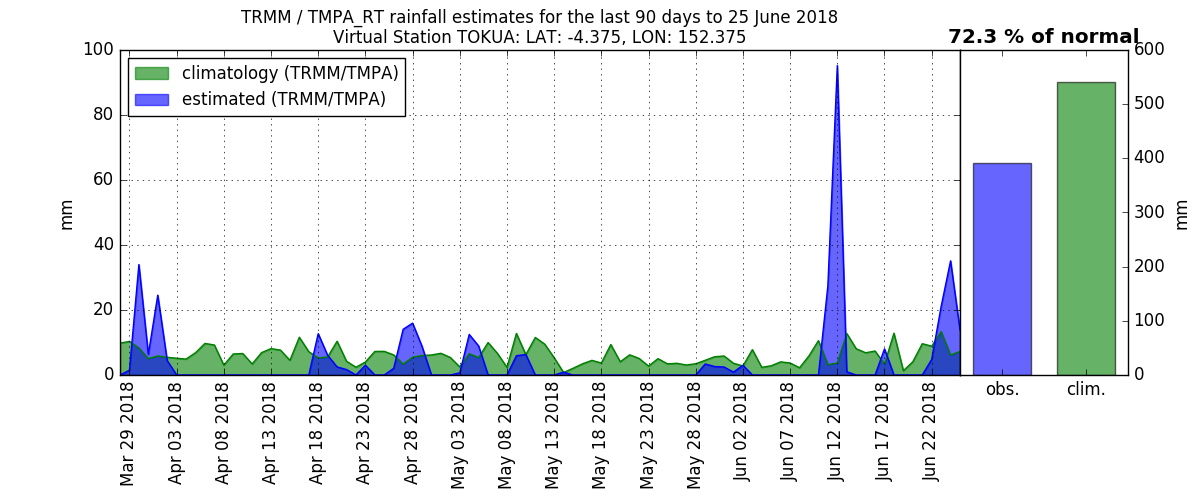 TRMM / TMPA_RT rainfall estimates for the last 90 days to 25 June 2018
Virtual Station TOKUA: LAT: -4.375, LON: 152.375
72.3 % of normal
climatology (TRMM/TMPA)
estimated (TRMM/TMPA)
100
80
60
40
20
0
mm
Mar 29 2018
Apr 03 2018
Apr 08 2018
Apr 13 2018
Apr 18 2018
Apr 23 2018
Apr 28 2018
May 03 2018
May 08 2018
May 13 2018
May 18 2018
May 23 2018
May 28 2018
Jun 02 2018
Jun 07 2018
Jun 12 2018
Jun 17 2018
Jun 22 2018
obs.
clim.
600
500
400
300
200
100
0
mm